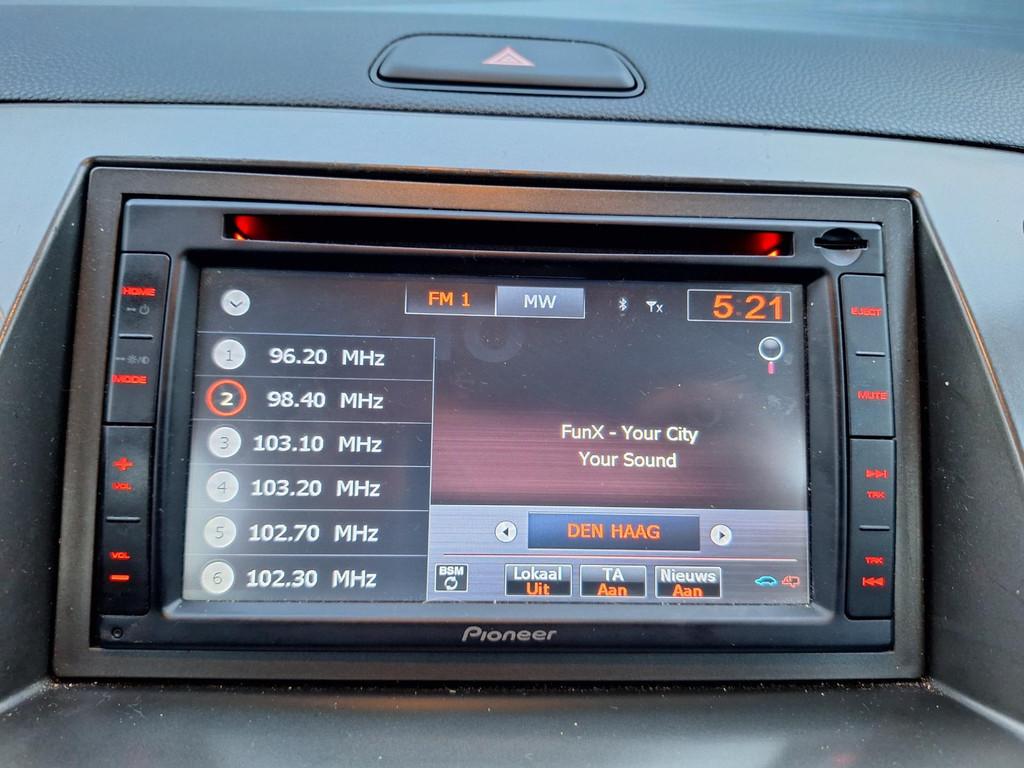 FM 1 MW Tx 5:21
HOME
MODE
+
VOL
VOL
-
1 96.20 MHz
2 98.40 MHz
3 103.10 MHz
4 103.20 MHz
5 102.70 MHz
6 102.30 MHz
FunX - Your City
Your Sound
DEN HAAG
BSM
Lokaal
Uit
TA
Aan
Nieuws
Aan
EJECT
MUTE
TRK
TRK
Pioneer